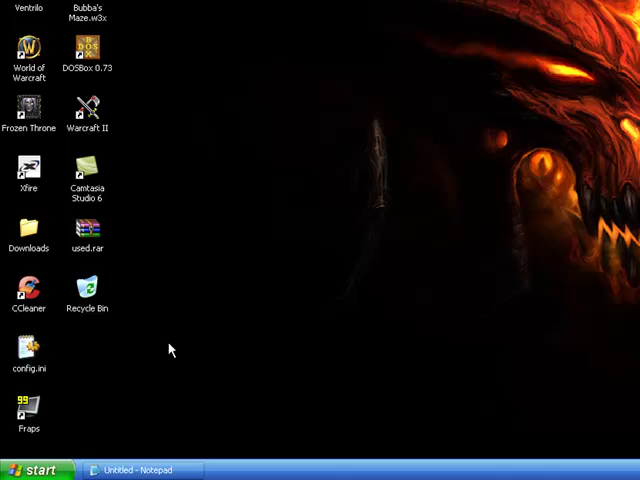 Ventrilo
Bubba's
Maze.w3x
World of
Warcraft
DOSBox 0.73
Frozen Throne
Warcraft II
Xfire
Camtasia
Studio 6
Downloads
used.rar
CCleaner
Recycle Bin
config.ini
99
Fraps
start
Untitled - Notepad